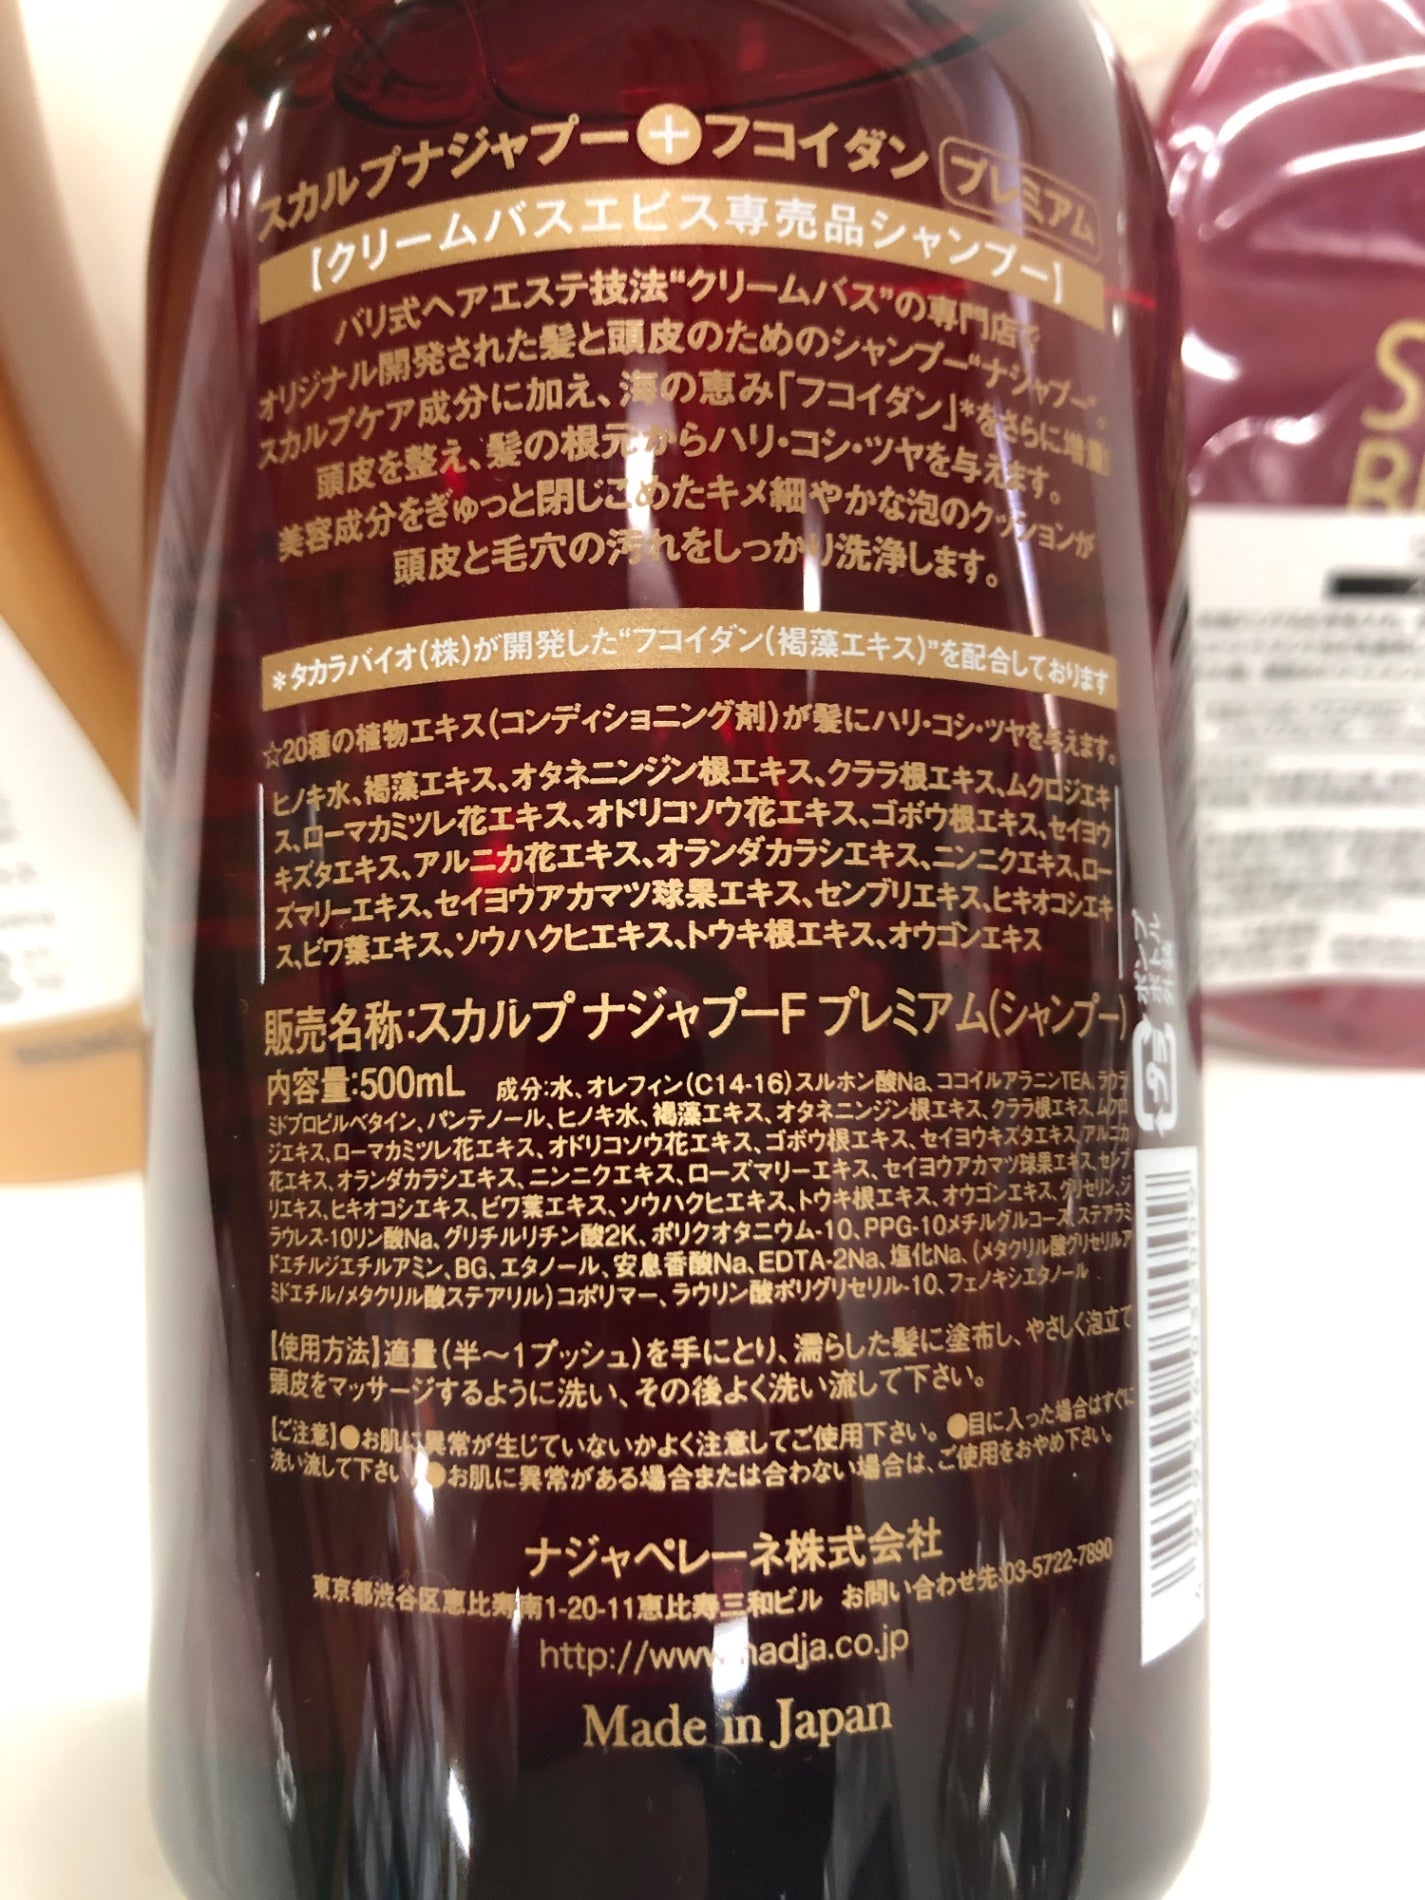 スカルプナジャプー＋フコイダン プレミアム
【クリームバスエビス専売品シャンプー】
バリ式ヘアエステ技法“クリームバス”の専門店で
オリジナル開発された髪と頭皮のためのシャンプー“ナジャプー”。
スカルプケア成分に加え、海の恵み「フコイダン」*をさらに増量!
頭皮を整え、髪の根元からハリ・コシ・ツヤを与えます。
美容成分をぎゅっと閉じこめたキメ細やかな泡のクッションが
頭皮と毛穴の汚れをしっかり洗浄します。
＊タカラバイオ(株)が開発した“フコイダン(褐藻エキス)”を配合しております
☆20種の植物エキス(コンディショニング剤)が髪にハリ・コシ・ツヤを与えます。
ヒノキ水、褐藻エキス、オタネニンジン根エキス、クララ根エキス、ムクロジエキ
ス、ローマカミツレ花エキス、オドリコソウ花エキス、ゴボウ根エキス、セイヨウ
キズタエキス、アルニカ花エキス、オランダカラシエキス、ニンニクエキス、ロー
ズマリーエキス、セイヨウアカマツ球果エキス、センブリエキス、ヒキオコシエキ
ス、ビワ葉エキス、ソウハクヒエキス、トウキ根エキス、オウゴンエキス
販売名称:スカルプ ナジャプーF プレミアム(シャンプー)
内容量:500mL 成分:水、オレフィン(C14-16)スルホン酸Na、ココイルアラニンTEA、ラウラ
ミドプロピルベタイン、パンテノール、ヒノキ水、褐藻エキス、オタネニンジン根エキス、クララ根エキス、ムクロ
ジエキス、ローマカミツレ花エキス、オドリコソウ花エキス、ゴボウ根エキス、セイヨウキズタエキス、アルニカ
花エキス、オランダカラシエキス、ニンニクエキス、ローズマリーエキス、セイヨウアカマツ球果エキス、センブ
リエキス、ヒキオコシエキス、ビワ葉エキス、ソウハクヒエキス、トウキ根エキス、オウゴンエキス、グリセリン、ジ
ラウレス-10リン酸Na、グリチルリチン酸2K、ポリクオタニウム-10、PPG-10メチルグルコース、ステアラミ
ドエチルジエチルアミン、BG、エタノール、安息香酸Na、EDTA-2Na、塩化Na、(メタクリル酸グリセリルア
ミドエチル/メタクリル酸ステアリル)コポリマー、ラウリン酸ポリグリセリル-10、フェノキシエタノール
【使用方法】適量(半〜1プッシュ)を手にとり、濡らした髪に塗布し、やさしく泡立て
頭皮をマッサージするように洗い、その後よく洗い流して下さい。
【ご注意】●お肌に異常が生じていないかよく注意してご使用下さい。●目に入った場合はすぐに
洗い流して下さい。●お肌に異常がある場合または合わない場合は、ご使用をおやめ下さい。
ナジャペレーネ株式会社
東京都渋谷区恵比寿南1-20-11恵比寿三和ビル お問い合わせ先:03-5722-7890
http://www.nadja.co.jp
Made in Japan
ポンプ
ボトル
プラ